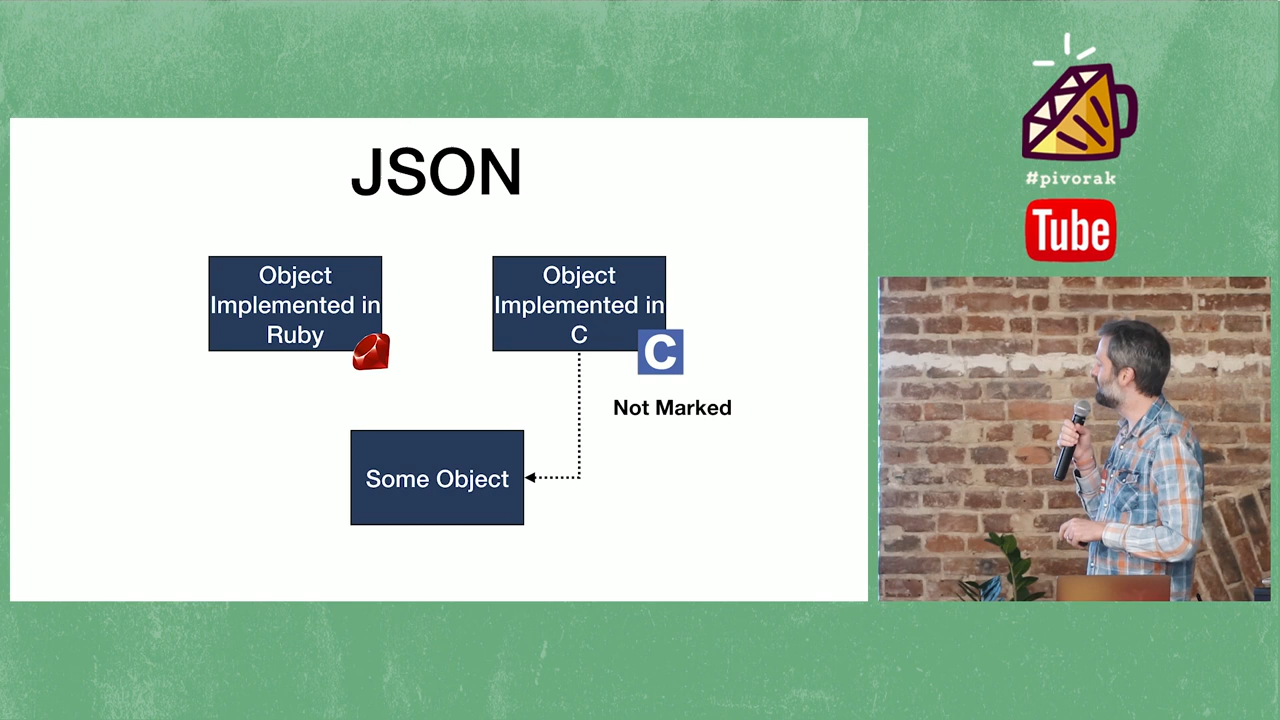 JSON
Object
Implemented in
Ruby
Object
Implemented in
C
C
Not Marked
Some Object
#pivorak
Tube